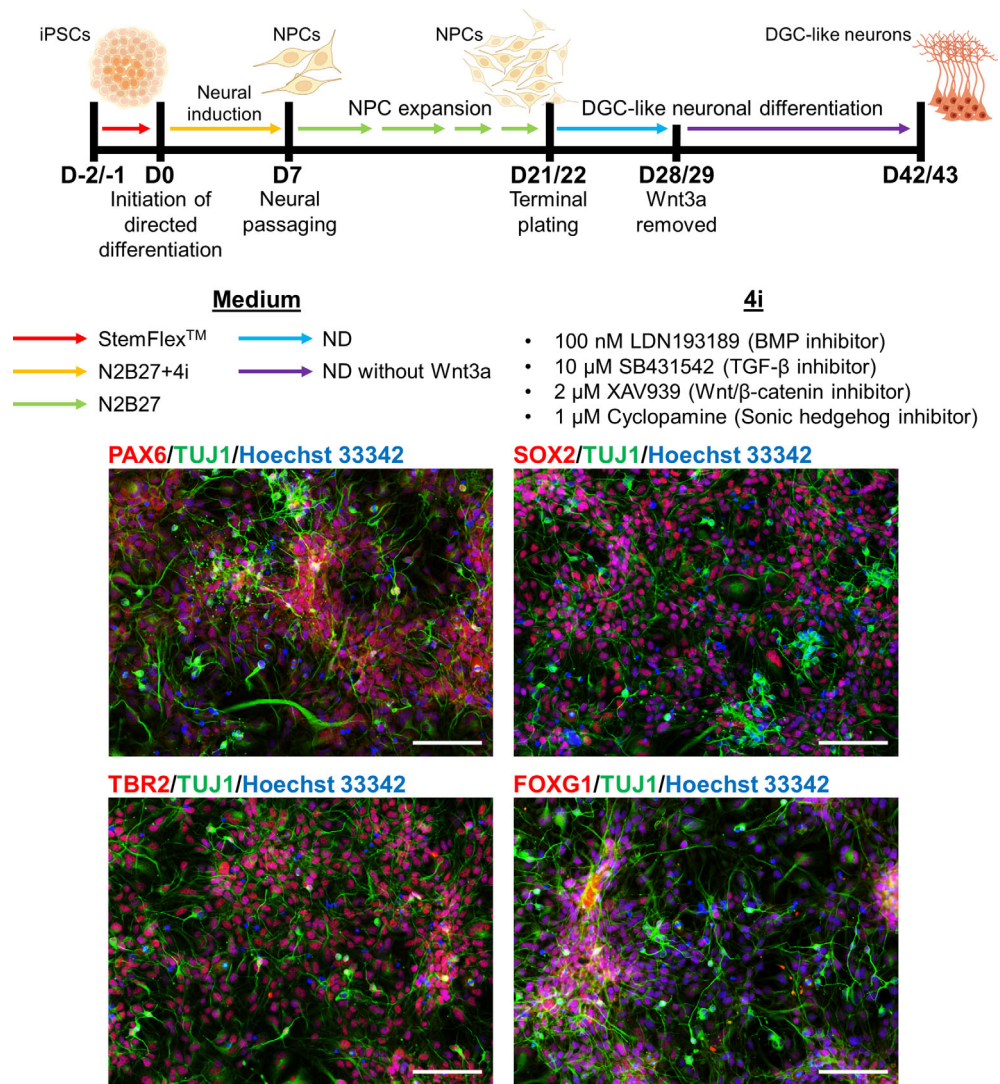 iPSCs
NPCs
NPCs
DGC-like neurons
Neural
induction
NPC expansion
DGC-like neuronal differentiation
D-2/-1
D0
D7
D21/22
D28/29
D42/43
Initiation of
directed
differentiation
Neural
passaging
Terminal
plating
Wnt3a
removed
Medium
StemFlex™
N2B27+4i
N2B27
ND
ND without Wnt3a
4i
• 100 nM LDN193189 (BMP inhibitor)
• 10 µM SB431542 (TGF-β inhibitor)
• 2 µM XAV939 (Wnt/β-catenin inhibitor)
• 1 µM Cyclopamine (Sonic hedgehog inhibitor)
PAX6/TUJ1/Hoechst 33342
SOX2/TUJ1/Hoechst 33342
TBR2/TUJ1/Hoechst 33342
FOXG1/TUJ1/Hoechst 33342